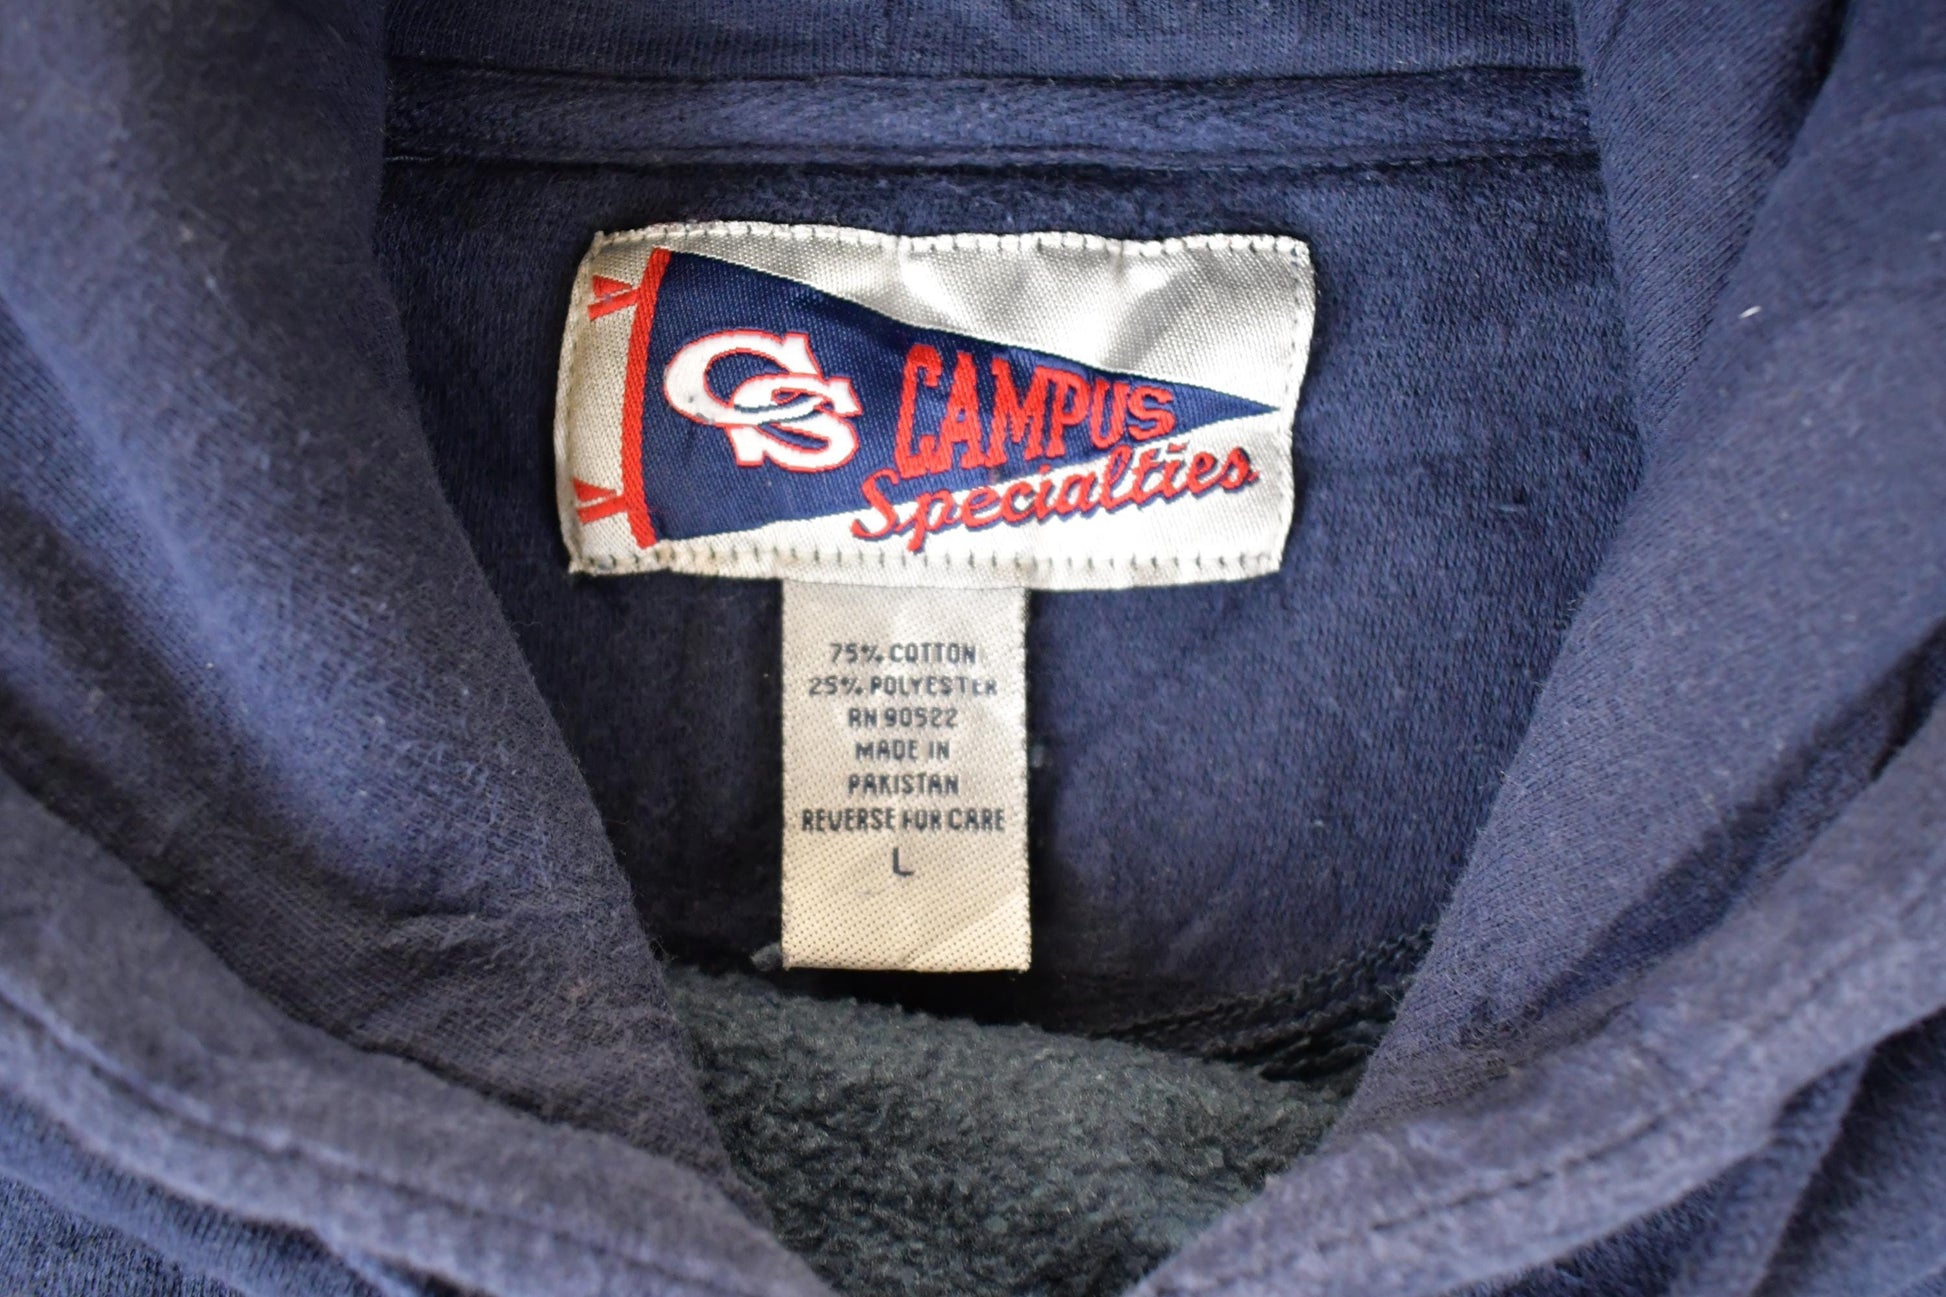 CS CAMPUS
Specialties
75% COTTON
25% POLYESTER
RN 90522
MADE IN
PAKISTAN
REVERSE FOR CARE
L